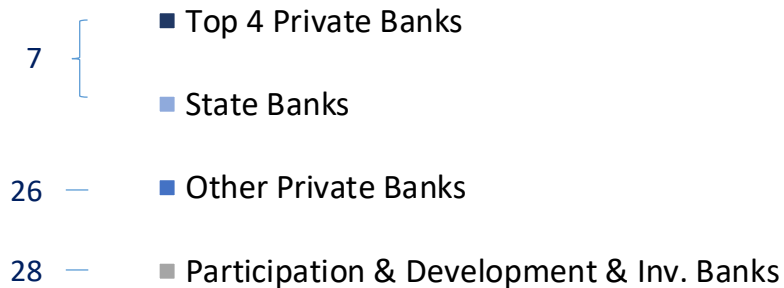 Top 4 Private Banks
7
State Banks
26 Other Private Banks
28 Participation & Development & Inv. Banks